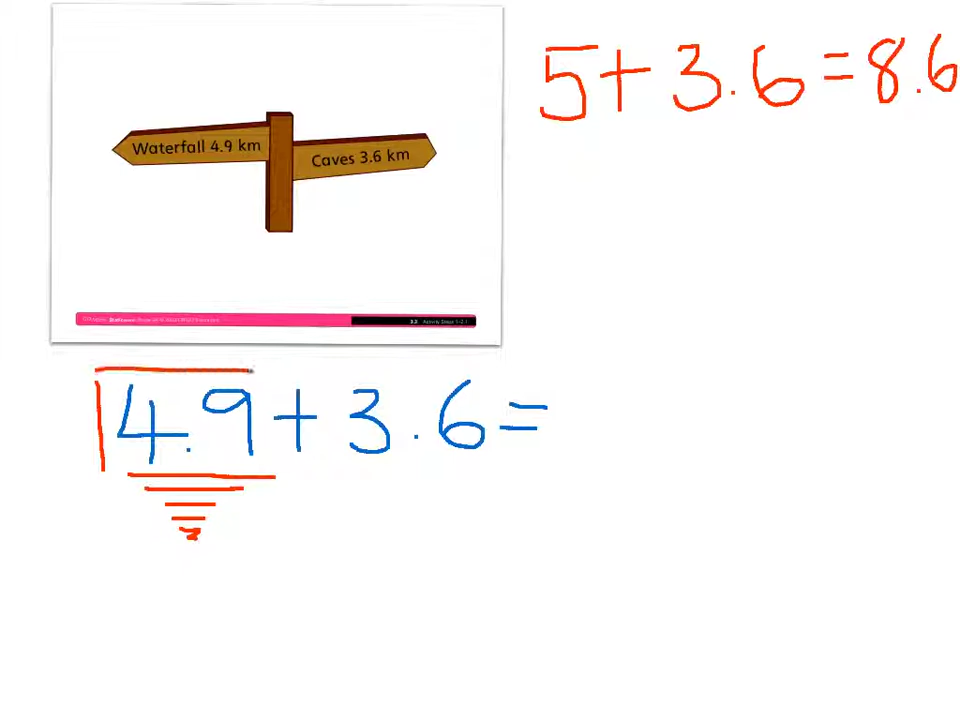 5+3.6=8.6
Waterfall 4.9 km
Caves 3.6 km
4.9+3.6=